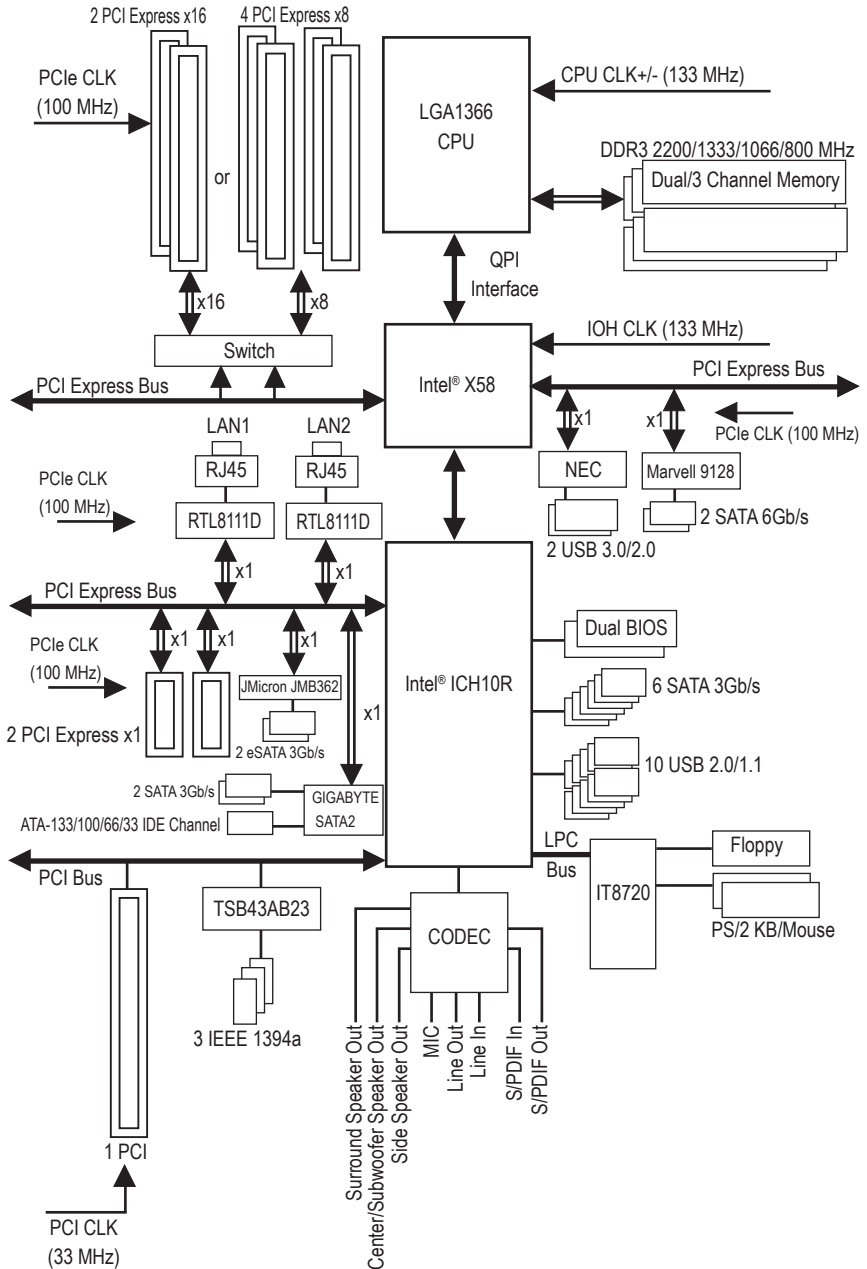 2 PCI Express x16
4 PCI Express x8
PCIe CLK
(100 MHz)
or
LGA1366
CPU
CPU CLK+/- (133 MHz)
DDR3 2200/1333/1066/800 MHz
Dual/3 Channel Memory
QPI
Interface
x16
x8
Switch
IOH CLK (133 MHz)
PCI Express Bus
Intel® X58
PCI Express Bus
x1
x1
PCIe CLK (100 MHz)
LAN1
LAN2
RJ45
RJ45
NEC
Marvell 9128
PCIe CLK
(100 MHz)
RTL8111D
RTL8111D
2 USB 3.0/2.0
2 SATA 6Gb/s
x1
x1
PCI Express Bus
x1
x1
x1
PCIe CLK
(100 MHz)
2 PCI Express x1
JMicron JMB362
2 eSATA 3Gb/s
x1
Intel® ICH10R
Dual BIOS
6 SATA 3Gb/s
10 USB 2.0/1.1
2 SATA 3Gb/s
ATA-133/100/66/33 IDE Channel
GIGABYTE
SATA2
LPC
Bus
IT8720
Floppy
PS/2 KB/Mouse
PCI Bus
TSB43AB23
3 IEEE 1394a
CODEC
Surround Speaker Out
Center/Subwoofer Speaker Out
Side Speaker Out
MIC
Line Out
Line In
S/PDIF In
S/PDIF Out
1 PCI
PCI CLK
(33 MHz)